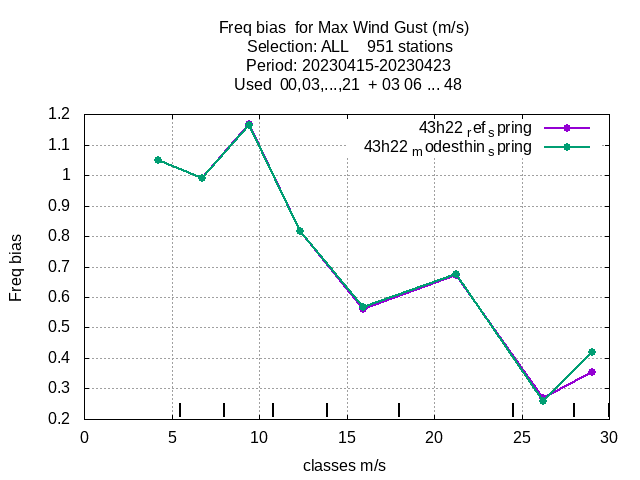 Freq bias  for Max Wind Gust (m/s)
Selection: ALL    951 stations
Period: 20230415-20230423
Used  00,03,...,21  + 03 06 ... 48
43h22 ref spring
43h22 modesthin spring
1.2
1.1
1
0.9
0.8
0.7
0.6
0.5
0.4
0.3
0.2
Freq bias
0 5 10 15 20 25 30
classes m/s